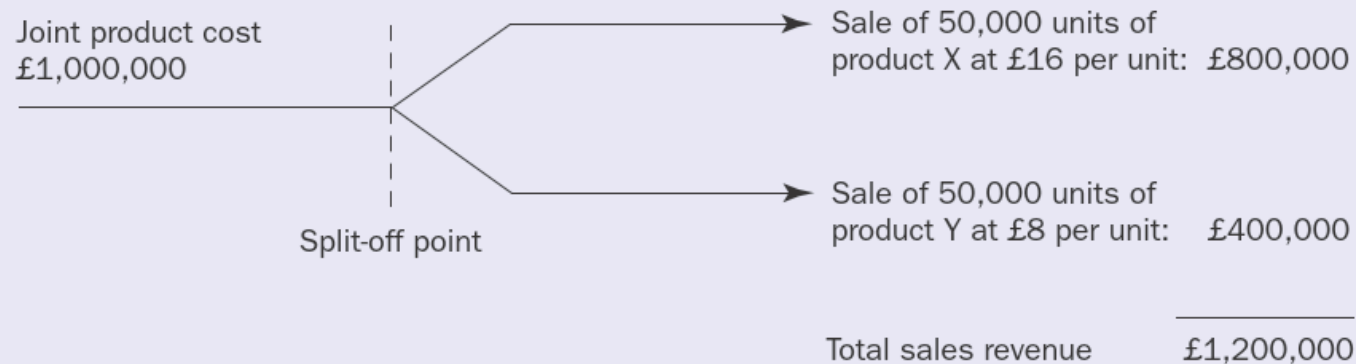 Joint product cost
£1,000,000
Sale of 50,000 units of
product X at £16 per unit: £800,000
Split-off point
Sale of 50,000 units of
product Y at £8 per unit: £400,000
Total sales revenue £1,200,000